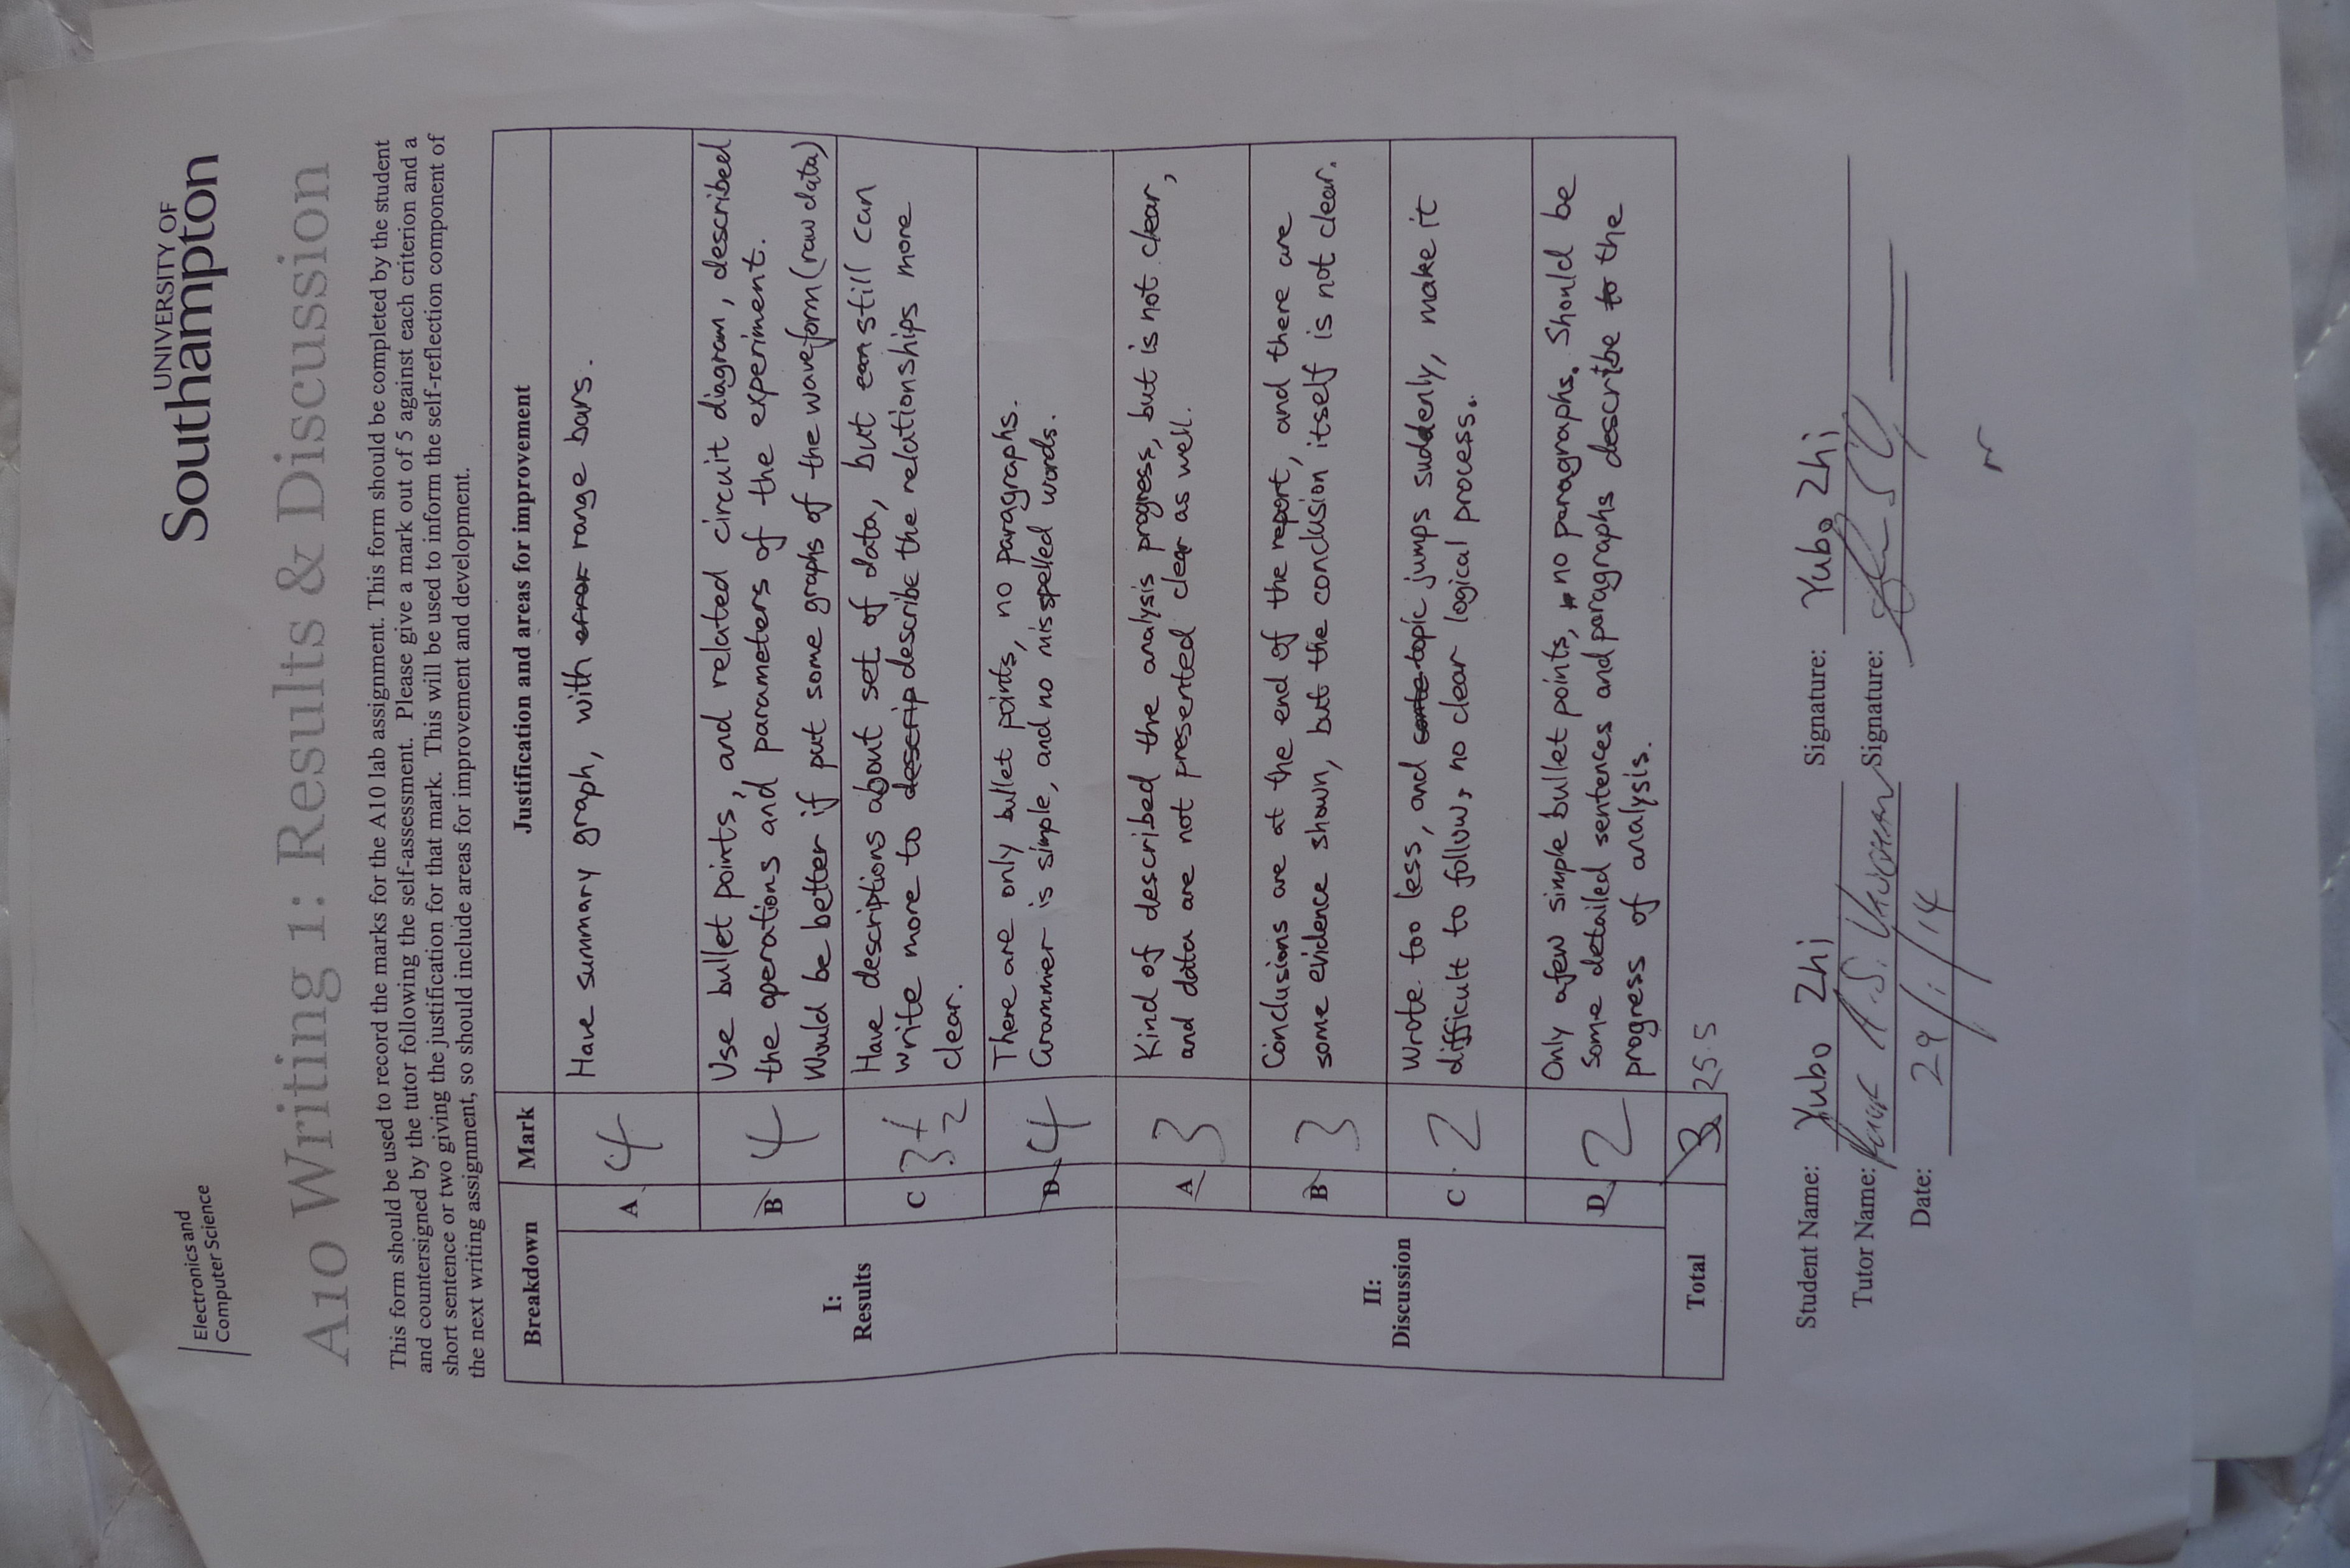 Electronics and
Computer Science
UNIVERSITY OF
Southampton
A10 Writing 1: Results & Discussion
This form should be used to record the marks for the A10 lab assignment. This form should be completed by the student
and countersigned by the tutor following the self-assessment. Please give a mark out of 5 against each criterion and a
short sentence or two giving the justification for that mark. This will be used to inform the self-reflection component of
the next writing assignment, so should include areas for improvement and development.
Breakdown Mark Justification and areas for improvement
I:
Results
A 4 Have summary graph, with error range bars.
B 4 Use bullet points, and related circuit diagram, described
the operations and parameters of the experiment.
Would be better if put some graphs of the waveform (raw data)
C 3 1/2 Have descriptions about set of data, but can still can
write more to descrip describe the relationships more
clear.
D 4 There are only bullet points, no paragraphs.
Grammer is simple, and no misspelled words.
II:
Discussion
A 3 Kind of described the analysis progress, but is not clear,
and data are not presented clear as well.
B 3 Conclusions are at the end of the report, and there are
some evidence shown, but the conclusion itself is not clear.
C 2 Wrote too less, and topic jumps suddenly, make it
difficult to follow, no clear logical process.
D 2 Only a few simple bullet points, no paragraphs. Should be
some detailed sentences and paragraphs describe to the
progress of analysis.
Total 3 25.5
Student Name: Yubo Zhi Signature: Yubo Zhi
Tutor Name: A.S. Vaughan Signature:
Date: 29/1/14